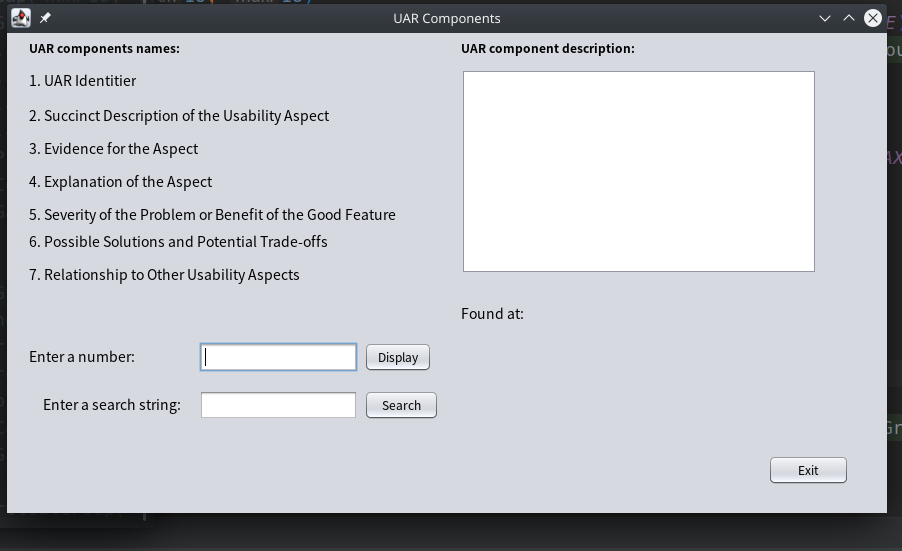 UAR Components
UAR components names:
1. UAR Identitier
2. Succinct Description of the Usability Aspect
3. Evidence for the Aspect
4. Explanation of the Aspect
5. Severity of the Problem or Benefit of the Good Feature
6. Possible Solutions and Potential Trade-offs
7. Relationship to Other Usability Aspects
UAR component description:
Found at:
Enter a number:
Display
Enter a search string:
Search
Exit